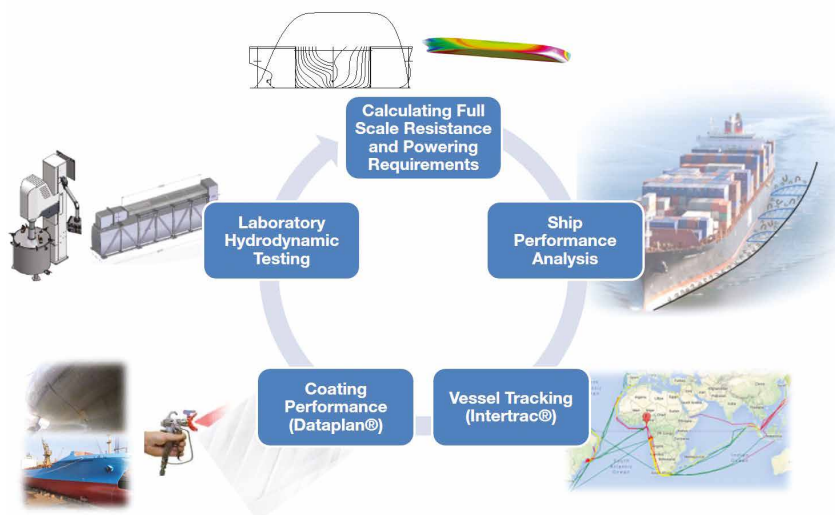 Calculating Full
Scale Resistance
and Powering
Requirements
Laboratory
Hydrodynamic
Testing
Ship
Performance
Analysis
Coating
Performance
(Dataplan®)
Vessel Tracking
(Intertrac®)